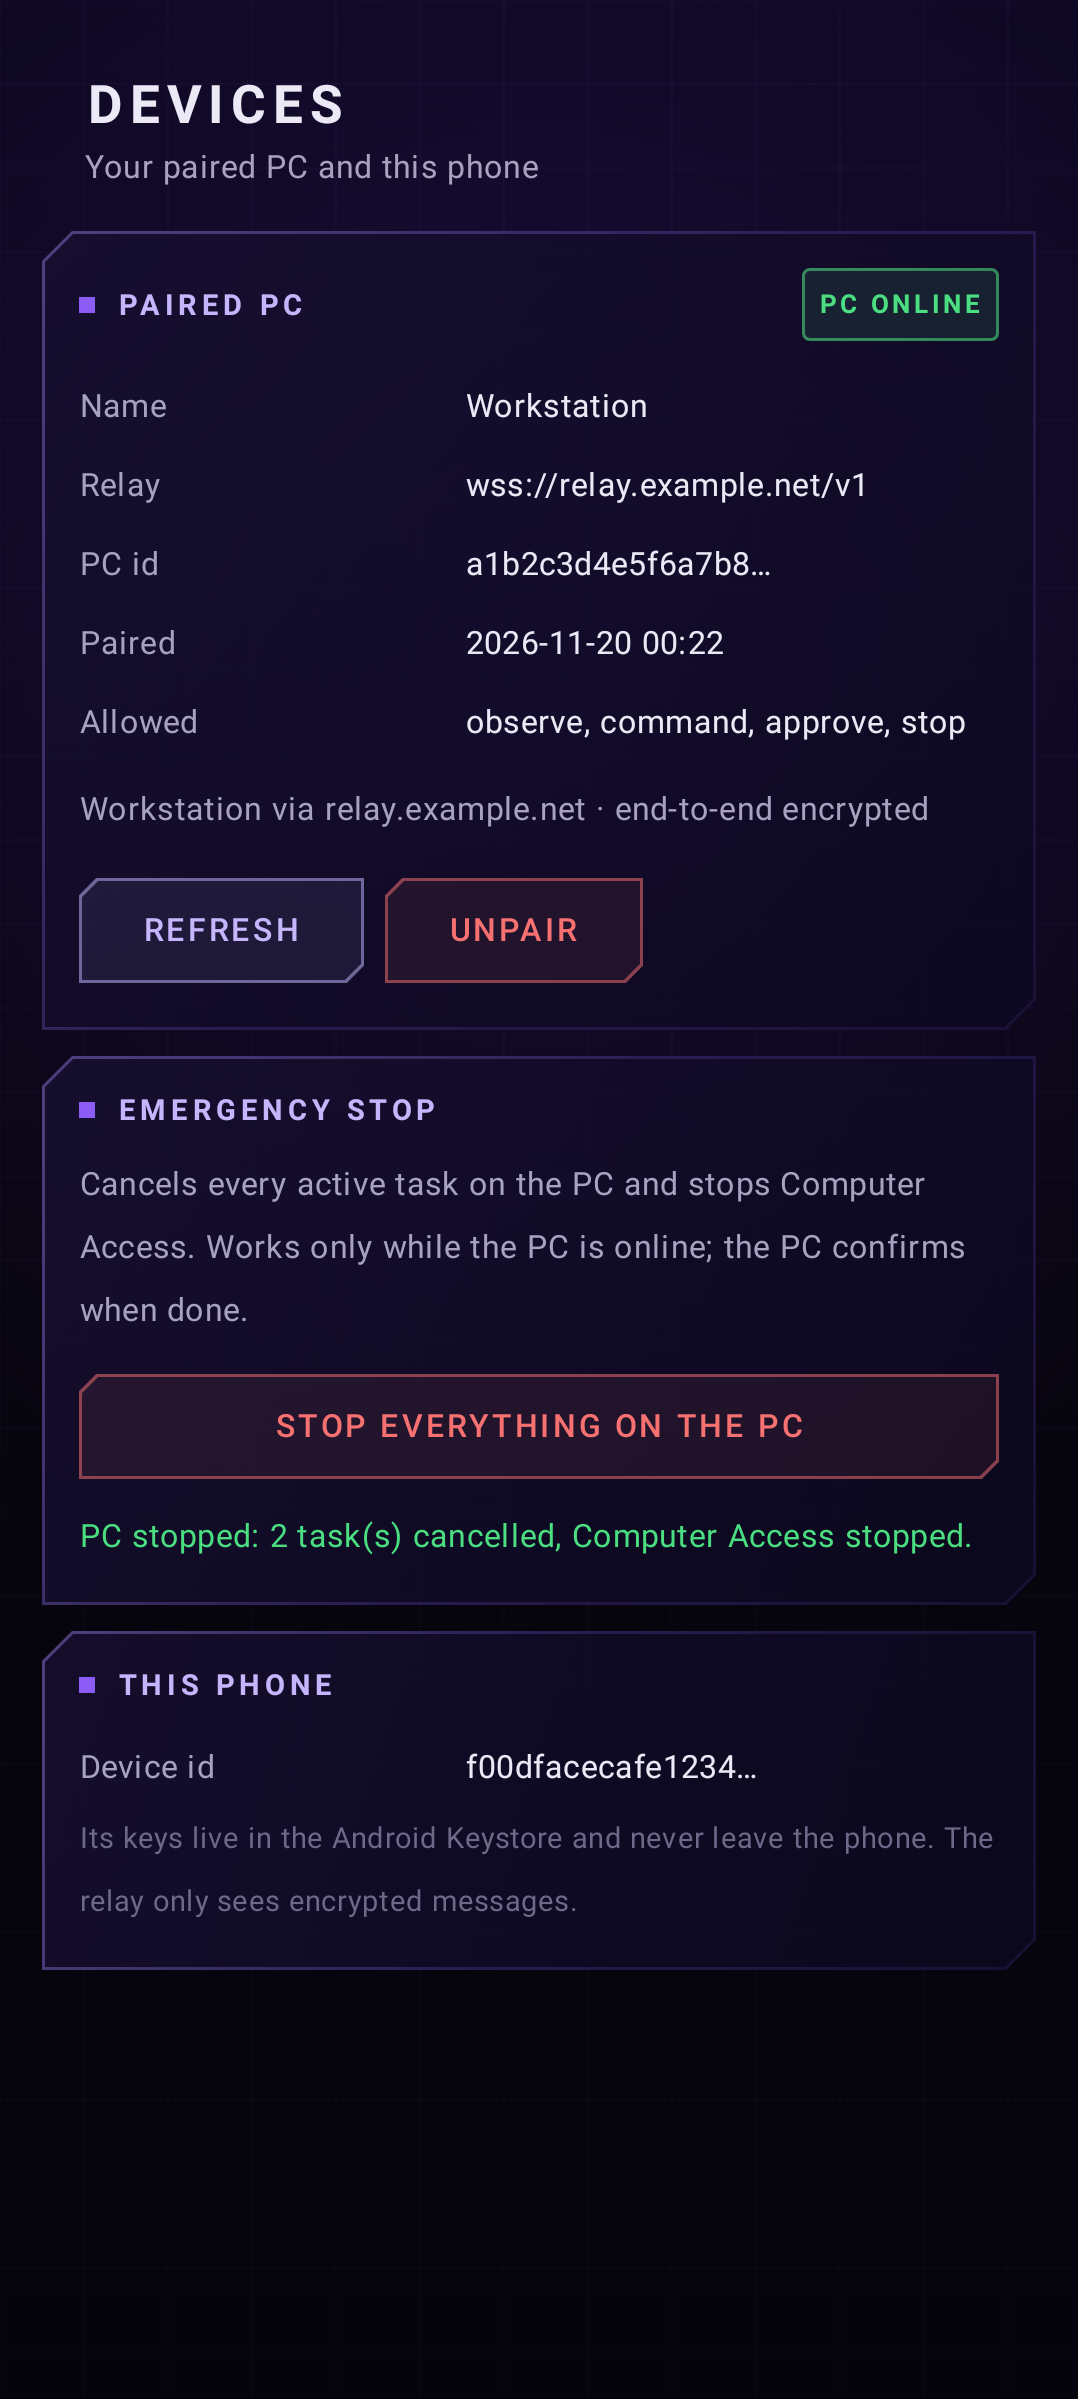 DEVICES
Your paired PC and this phone
PAIRED PC
PC ONLINE
Name
Workstation
Relay
wss://relay.example.net/v1
PC id
a1b2c3d4e5f6a7b8…
Paired
2026-11-20 00:22
Allowed
observe, command, approve, stop
Workstation via relay.example.net · end-to-end encrypted
REFRESH
UNPAIR
EMERGENCY STOP
Cancels every active task on the PC and stops Computer
Access. Works only while the PC is online; the PC confirms
when done.
STOP EVERYTHING ON THE PC
PC stopped: 2 task(s) cancelled, Computer Access stopped.
THIS PHONE
Device id
f00dfacecafe1234…
Its keys live in the Android Keystore and never leave the phone. The
relay only sees encrypted messages.